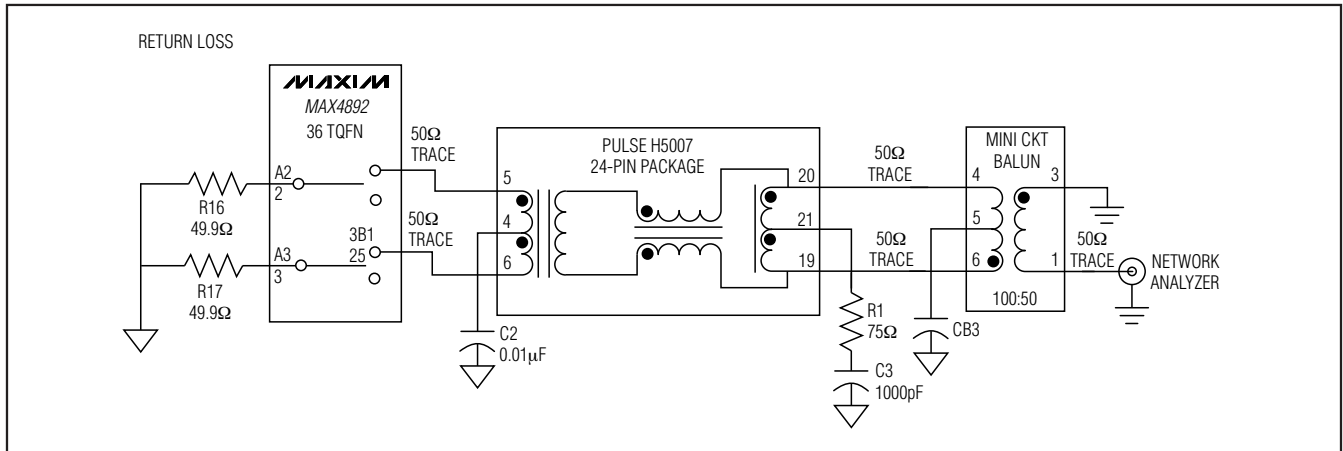 RETURN LOSS
MAXIM
MAX4892
36 TQFN
A2
2
R16
49.9Ω
A3
3
R17
49.9Ω
3B1
25
50Ω
TRACE
50Ω
TRACE
PULSE H5007
24-PIN PACKAGE
5
4
6
20
21
19
C2
0.01μF
R1
75Ω
C3
1000pF
50Ω
TRACE
50Ω
TRACE
MINI CKT
BALUN
4
5
6
3
1
100:50
CB3
50Ω
TRACE
NETWORK
ANALYZER